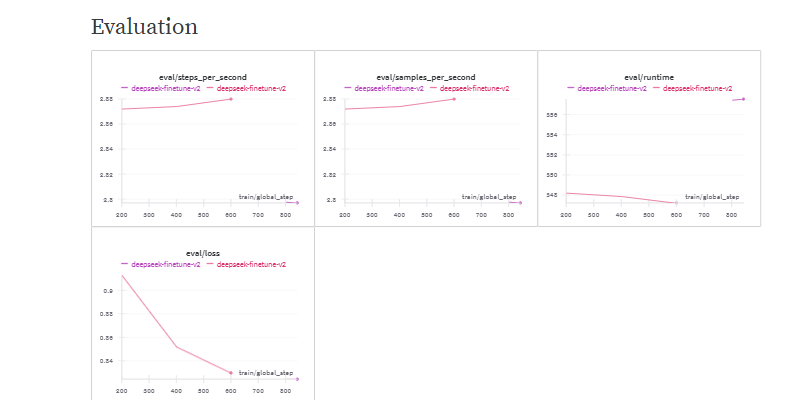 Evaluation
eval/steps_per_second
deepseek-finetune-v2 deepseek-finetune-v2
2.88
2.86
2.84
2.82
2.8
train/global_step
200 300 400 500 600 700 800
eval/samples_per_second
deepseek-finetune-v2 deepseek-finetune-v2
2.88
2.86
2.84
2.82
2.8
train/global_step
200 300 400 500 600 700 800
eval/runtime
deepseek-finetune-v2 deepseek-finetune-v2
356
354
352
350
348
train/global_step
200 300 400 500 600 700 800
eval/loss
deepseek-finetune-v2 deepseek-finetune-v2
0.9
0.88
0.86
0.84
train/global_step
200 300 400 500 600 700 800